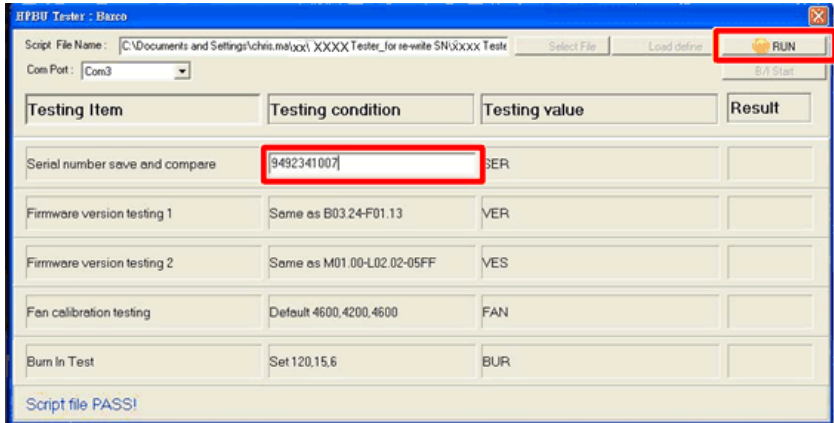 HPBU Tester : Barco
Script File Name : C:\Documents and Settings\chris.ma\xx\ XXXX Tester_for re-write SN\XXXX Teste Select File Load define RUN
Com Port : Com3 B/I Start
Testing Item Testing condition Testing value Result
Serial number save and compare 9492341007 SER
Firmware version testing 1 Same as B03.24-F01.13 VER
Firmware version testing 2 Same as M01.00-L02.02-05FF VES
Fan calibration testing Default 4600,4200,4600 FAN
Burn In Test Set 120,15,6 BUR
Script file PASS!